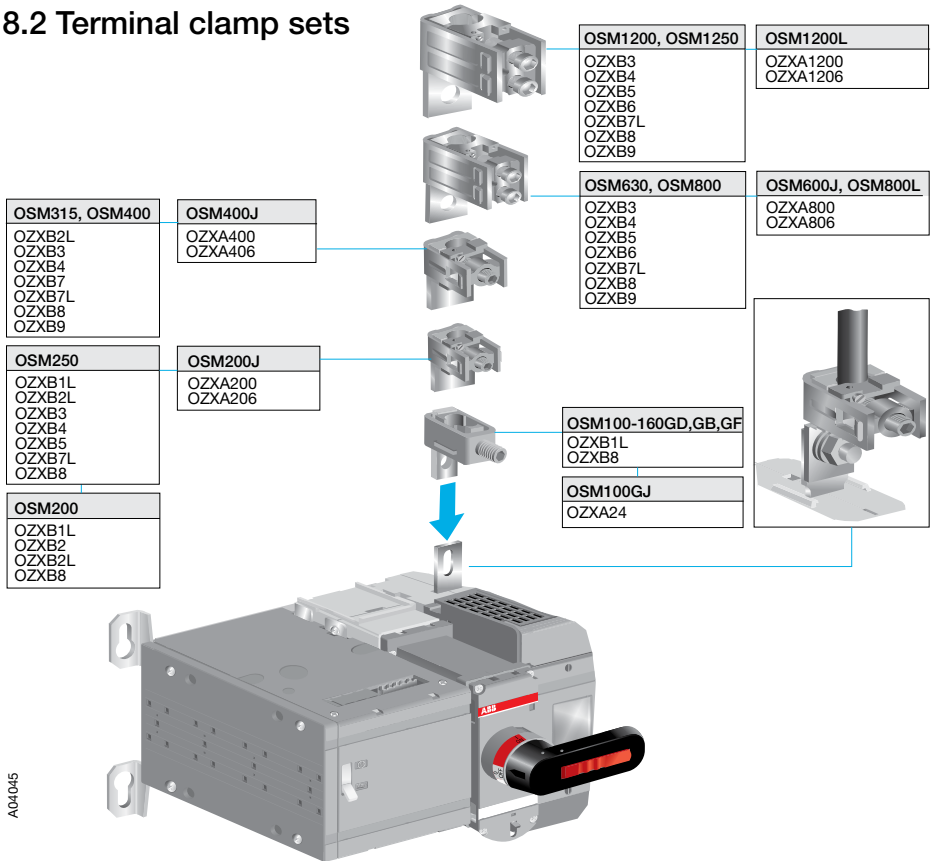 8.2 Terminal clamp sets
OSM1200, OSM1250
OZXB3
OZXB4
OZXB5
OZXB6
OZXB7L
OZXB8
OZXB9
OSM1200L
OZXA1200
OZXA1206
OSM630, OSM800
OZXB3
OZXB4
OZXB5
OZXB6
OZXB7L
OZXB8
OZXB9
OSM600J, OSM800L
OZXA800
OZXA806
OSM315, OSM400
OZXB2L
OZXB3
OZXB4
OZXB7
OZXB7L
OZXB8
OZXB9
OSM400J
OZXA400
OZXA406
OSM250
OZXB1L
OZXB2L
OZXB3
OZXB4
OZXB5
OZXB7L
OZXB8
OSM200J
OZXA200
OZXA206
OSM200
OZXB1L
OZXB2
OZXB2L
OZXB8
OSM100-160GD,GB,GF
OZXB1L
OZXB8
OSM100GJ
OZXA24
ABB
A04045